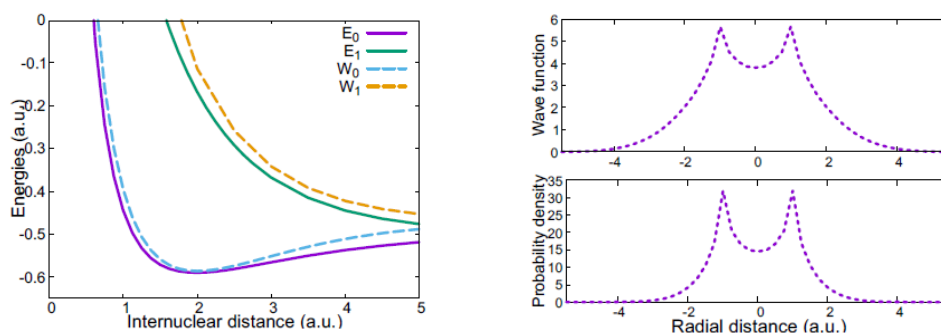 0
-0.1
-0.2
-0.3
-0.4
-0.5
-0.6
Energies (a.u.)
E0
E1
W0
W1
0 1 2 3 4 5
Internuclear distance (a.u.)
6
5
4
3
2
1
0
Wave function
-4 -2 0 2 4
35
30
25
20
15
10
5
0
Probability density
-4 -2 0 2 4
Radial distance (a.u.)